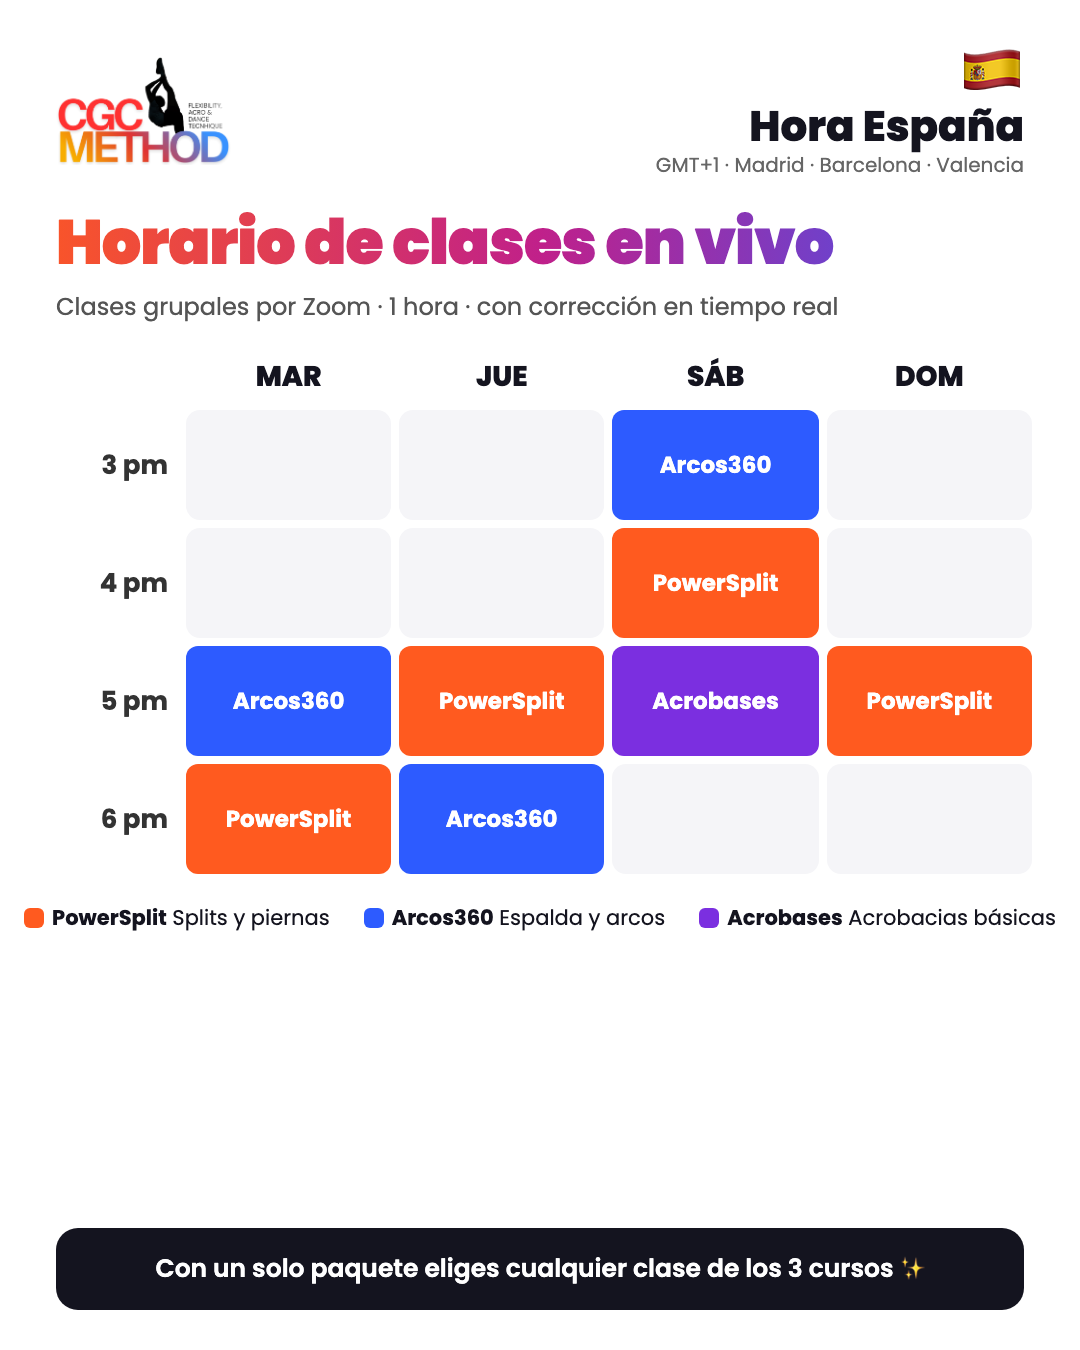 CGC
METHOD
FLEXIBILITY,
ACRO &
DANCE
TECNHIQUE
Hora España
GMT+1 · Madrid · Barcelona · Valencia
Horario de clases en vivo
Clases grupales por Zoom · 1 hora · con corrección en tiempo real
MAR JUE SÁB DOM
3 pm Arcos360
4 pm PowerSplit
5 pm Arcos360 PowerSplit Acrobases PowerSplit
6 pm PowerSplit Arcos360
PowerSplit Splits y piernas Arcos360 Espalda y arcos Acrobases Acrobacias básicas
Con un solo paquete eliges cualquier clase de los 3 cursos ✨